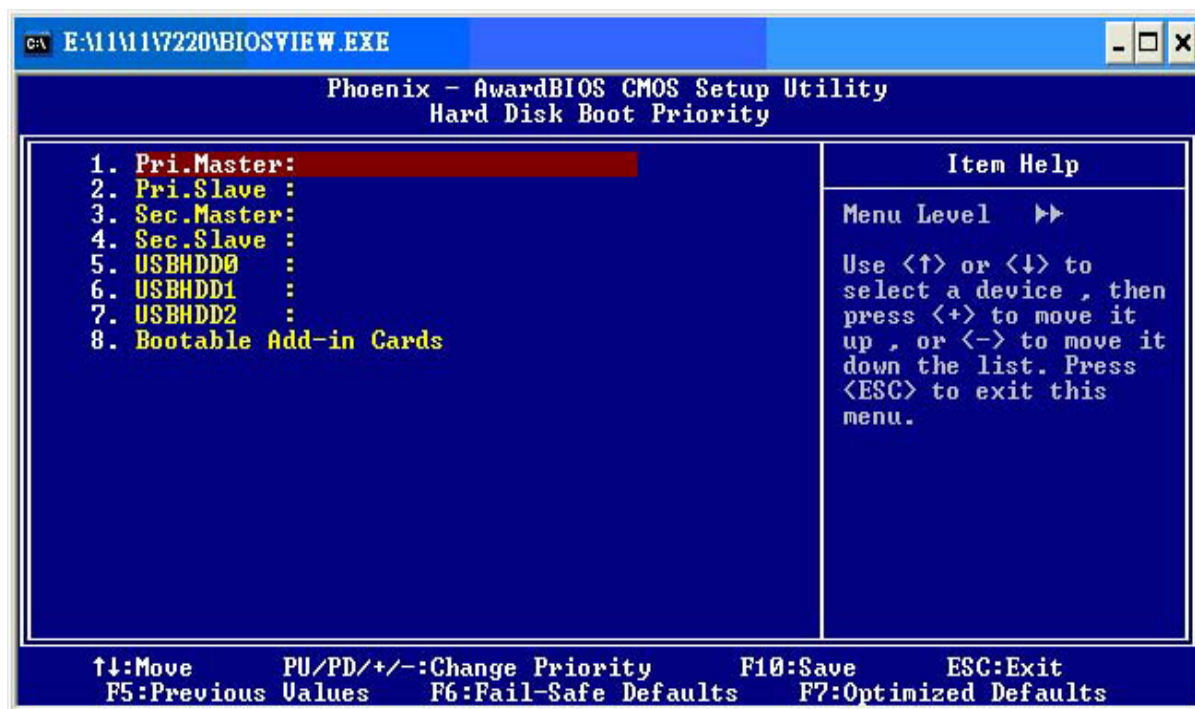 E:\11\11\7220\BIOSVIEW.EXE
Phoenix - AwardBIOS CMOS Setup Utility
Hard Disk Boot Priority
1. Pri.Master:
2. Pri.Slave :
3. Sec.Master:
4. Sec.Slave :
5. USBHDD0 :
6. USBHDD1 :
7. USBHDD2 :
8. Bootable Add-in Cards
Item Help
Menu Level ►►
Use <↑> or <↓> to
select a device , then
press <+> to move it
up , or <-> to move it
down the list. Press
<ESC> to exit this
menu.
↑↓:Move PU/PD/+/-:Change Priority F10:Save ESC:Exit
F5:Previous Values F6:Fail-Safe Defaults F7:Optimized Defaults